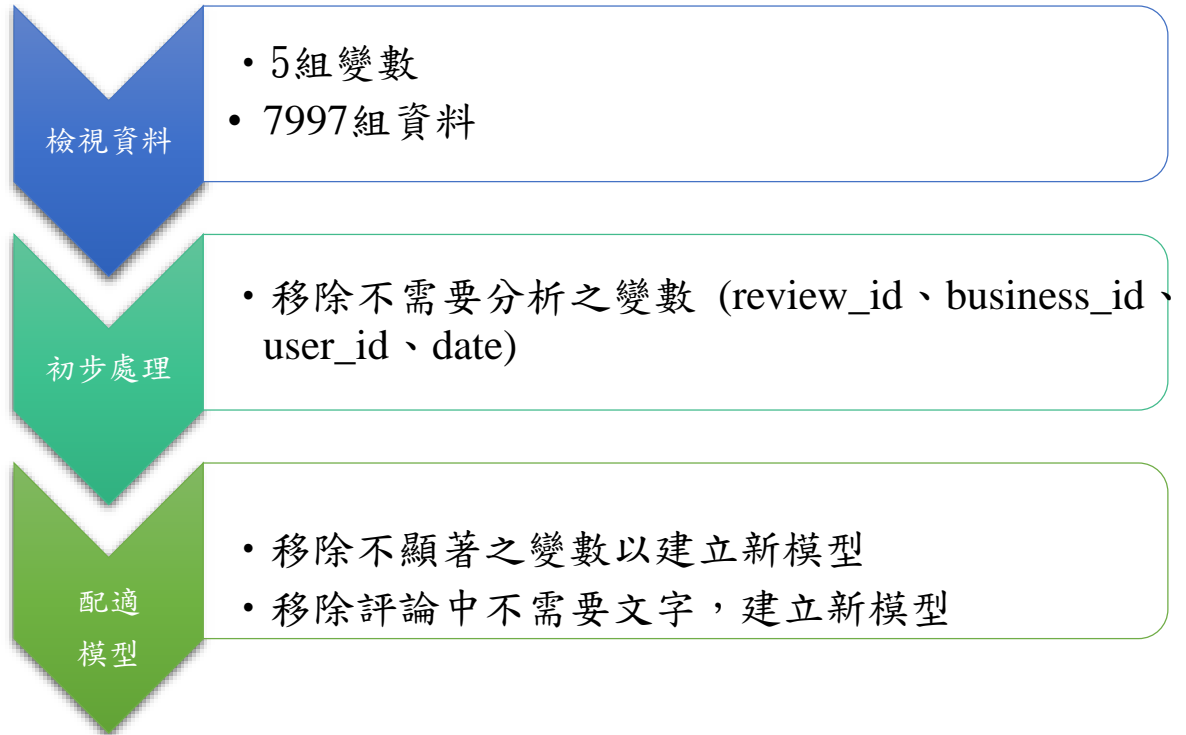 檢視資料
•5組變數
• 7997組資料
初步處理
•移除不需要分析之變數 (review_id、business_id、
user_id、date)
配適
模型
•移除不顯著之變數以建立新模型
•移除評論中不需要文字，建立新模型